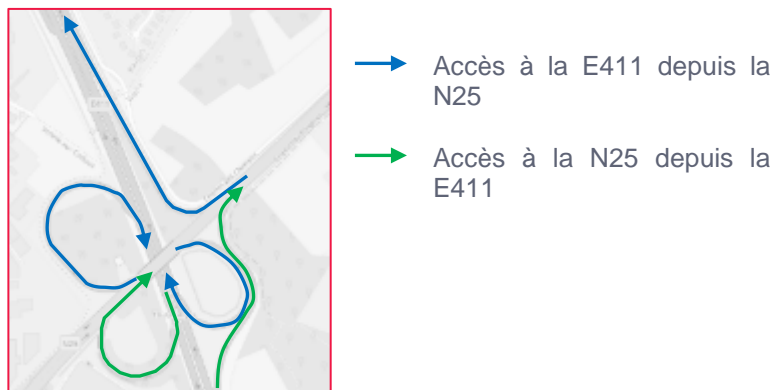 Accès à la E411 depuis la
N25
Accès à la N25 depuis la
E411